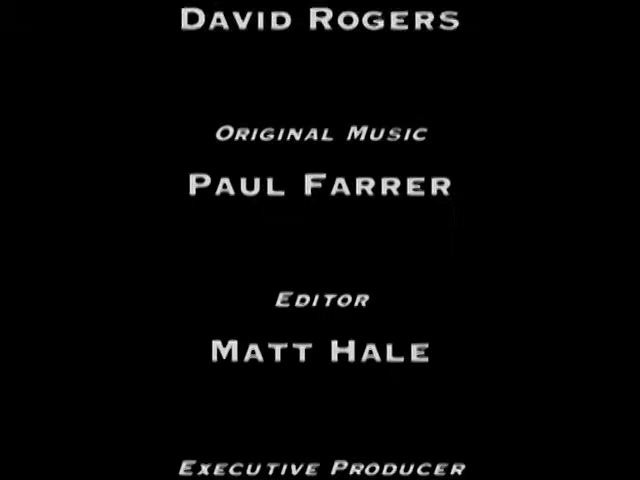 DAVID ROGERS
ORIGINAL MUSIC
PAUL FARRER
EDITOR
MATT HALE
EXECUTIVE PRODUCER